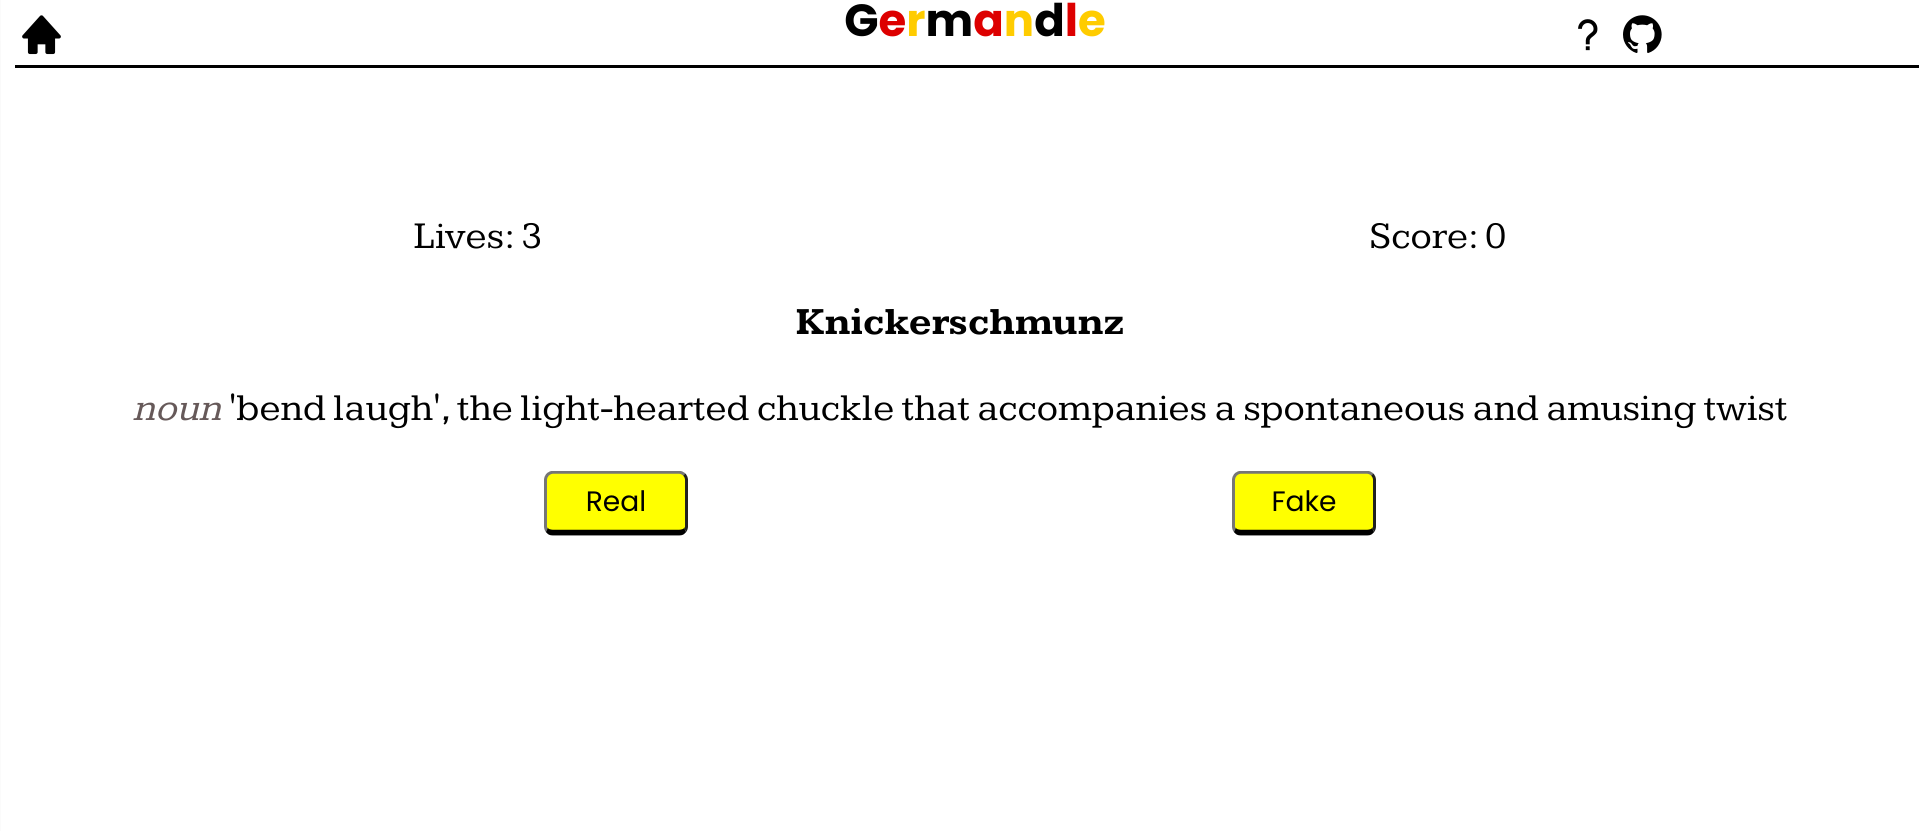 Germandle
?
Lives: 3 Score: 0
Knickerschmunz
noun 'bend laugh', the light-hearted chuckle that accompanies a spontaneous and amusing twist
Real Fake